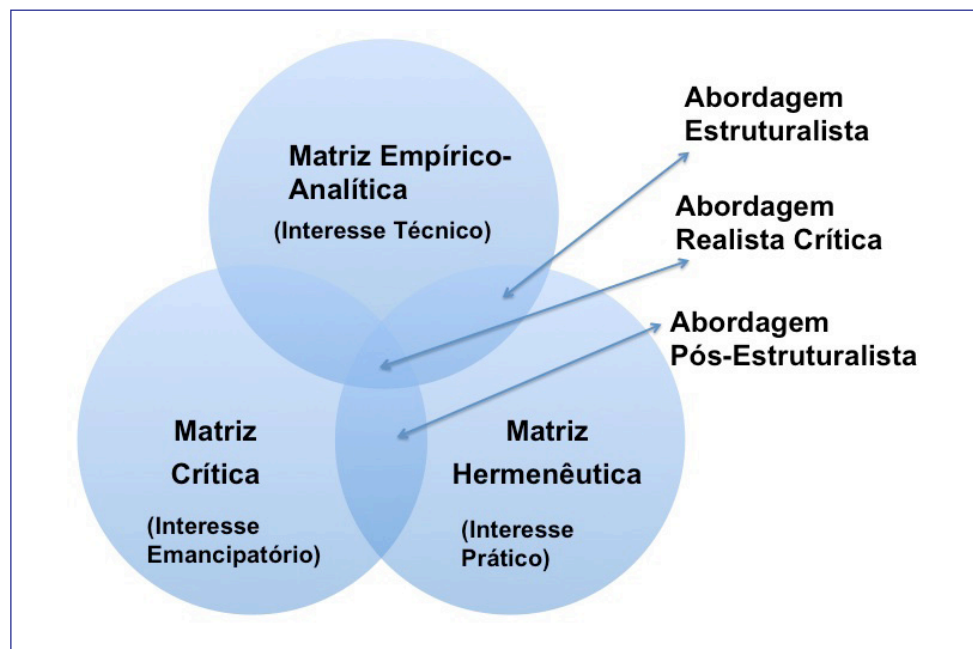 Matriz Empírico-
Analítica
(Interesse Técnico)
Abordagem
Estruturalista
Abordagem
Realista Crítica
Abordagem
Pós-Estruturalista
Matriz
Crítica
(Interesse
Emancipatório)
Matriz
Hermenêutica
(Interesse
Prático)